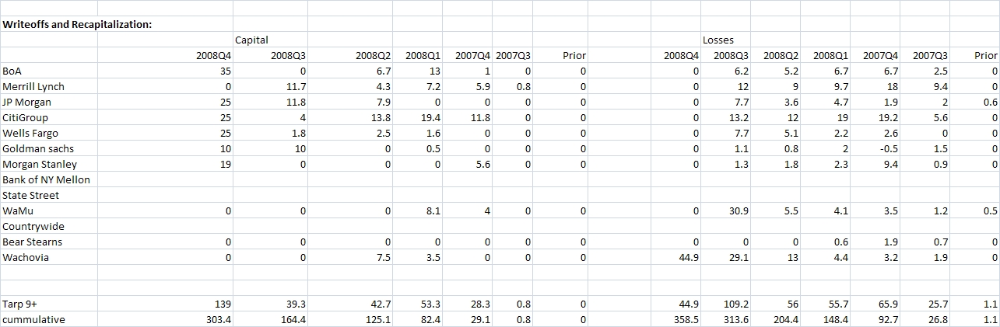 Writeoffs and Recapitalization:
Capital Losses
2008Q4 2008Q3 2008Q2 2008Q1 2007Q4 2007Q3 Prior 2008Q4 2008Q3 2008Q2 2008Q1 2007Q4 2007Q3 Prior
BoA 35 0 6.7 13 1 0 0 0 6.2 5.2 6.7 6.7 2.5 0
Merrill Lynch 0 11.7 4.3 7.2 5.9 0.8 0 0 12 9 9.7 18 9.4 0
JP Morgan 25 11.8 7.9 0 0 0 0 0 7.7 3.6 4.7 1.9 2 0.6
CitiGroup 25 4 13.8 19.4 11.8 0 0 0 13.2 12 19 19.2 5.6 0
Wells Fargo 25 1.8 2.5 1.6 0 0 0 0 7.7 5.1 2.2 2.6 0 0
Goldman sachs 10 10 0 0.5 0 0 0 0 1.1 0.8 2 -0.5 1.5 0
Morgan Stanley 19 0 0 0 5.6 0 0 0 1.3 1.8 2.3 9.4 0.9 0
Bank of NY Mellon
State Street
WaMu 0 0 0 8.1 4 0 0 0 30.9 5.5 4.1 3.5 1.2 0.5
Countrywide
Bear Stearns 0 0 0 0 0 0 0 0 0 0 0.6 1.9 0.7 0
Wachovia 0 0 7.5 3.5 0 0 0 44.9 29.1 13 4.4 3.2 1.9 0
Tarp 9+ 139 39.3 42.7 53.3 28.3 0.8 0 44.9 109.2 56 55.7 65.9 25.7 1.1
cummulative 303.4 164.4 125.1 82.4 29.1 0.8 0 358.5 313.6 204.4 148.4 92.7 26.8 1.1